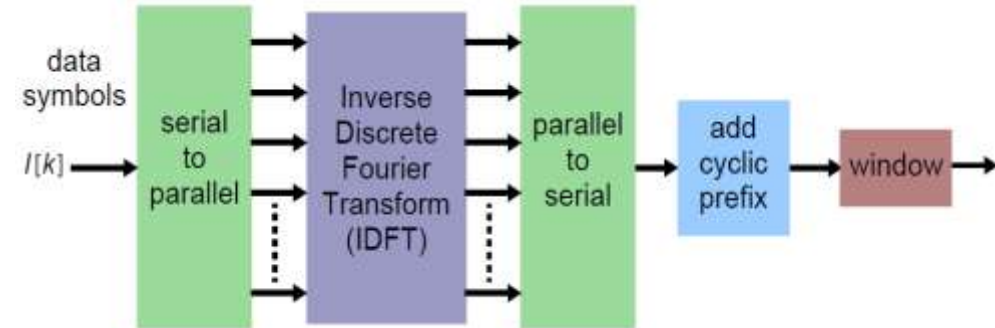 data
symbols
I[k]
serial
to
parallel
Inverse
Discrete
Fourier
Transform
(IDFT)
parallel
to
serial
add
cyclic
prefix
window